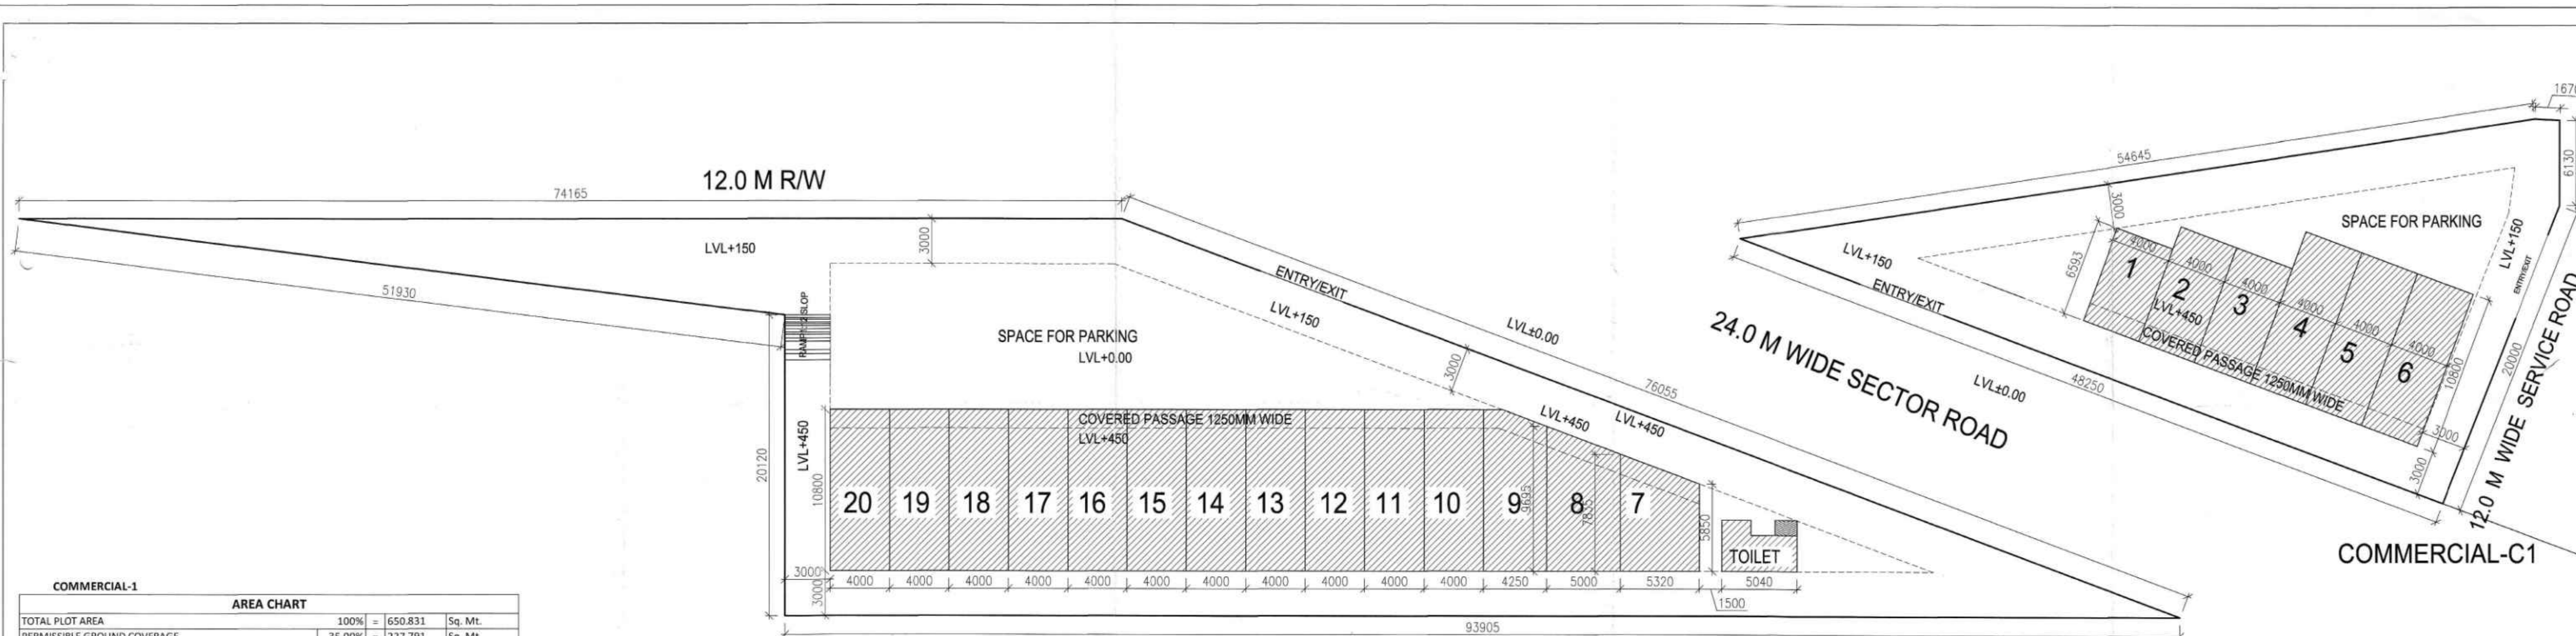 12.0 M R/W
74165
51930
LVL+150
3000
SPACE FOR PARKING
LVL+0.00
ENTRY/EXIT
LVL+150
LVL±0.00
3000
76055
LVL+450
LVL+450
COVERED PASSAGE 1250MM WIDE
LVL+450
LVL+450
20120
10800
20 19 18 17 16 15 14 13 12 11 10 9 8 7
9695
7835
5850
TOILET
3000 4000 4000 4000 4000 4000 4000 4000 4000 4000 4000 4000 4250 5000 5320 5040
3000
1500
93905
54645
1670
6130
3000
SPACE FOR PARKING
LVL+150
ENTRY/EXIT
LVL+150
ENTRY/EXIT
6593
4000 4000 4000 4000 4000 4000
1 2 3 4 5 6
LVL+450
COVERED PASSAGE 1250MM WIDE
10800
20000
3000
3000
24.0 M WIDE SECTOR ROAD
LVL±0.00
48250
12.0 M WIDE SERVICE ROAD
COMMERCIAL-C1
COMMERCIAL-1
AREA CHART
TOTAL PLOT AREA 100% = 650.831 Sq. Mt.